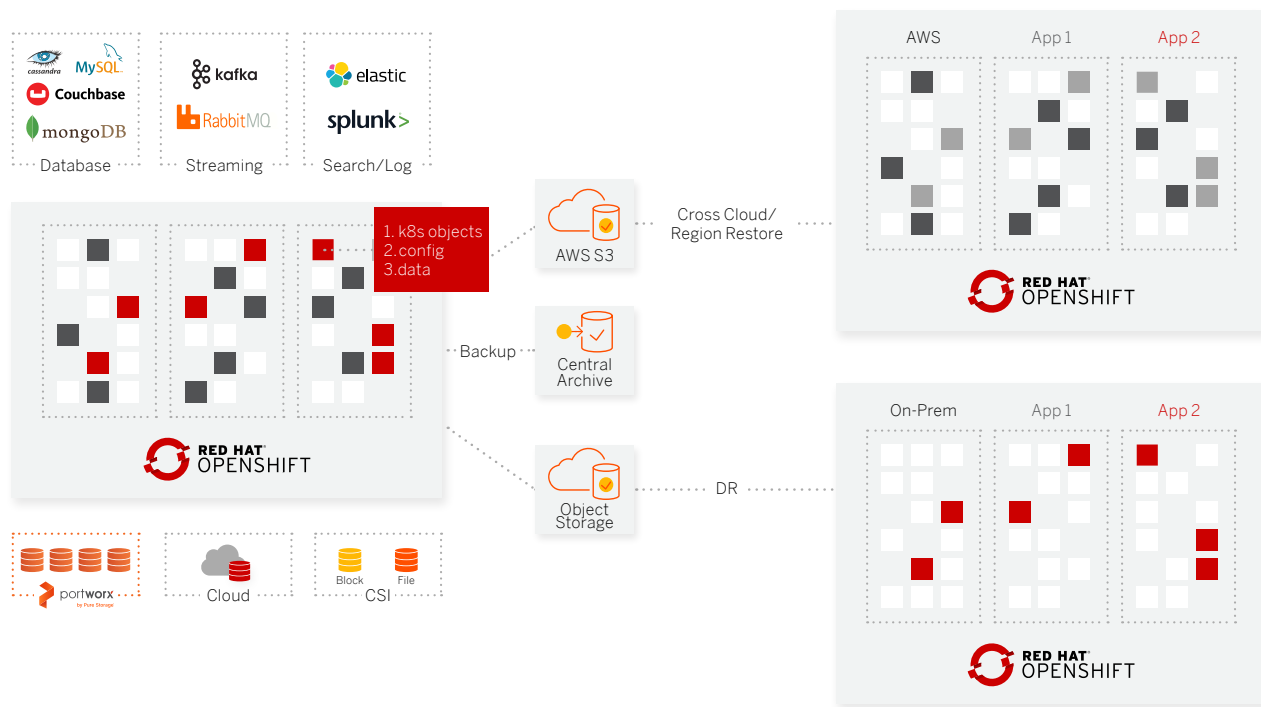 cassandra
MySQL
Couchbase
mongoDB
Database
kafka
RabbitMQ
Streaming
elastic
splunk>
Search/Log
1. k8s objects
2. config
3.data
RED HAT
OPENSHIFT
portworx
by Pure Storage
Cloud
Block
File
CSI
Backup
AWS S3
Central
Archive
Object
Storage
Cross Cloud/
Region Restore
DR
AWS
App 1
App 2
RED HAT
OPENSHIFT
On-Prem
App 1
App 2
RED HAT
OPENSHIFT